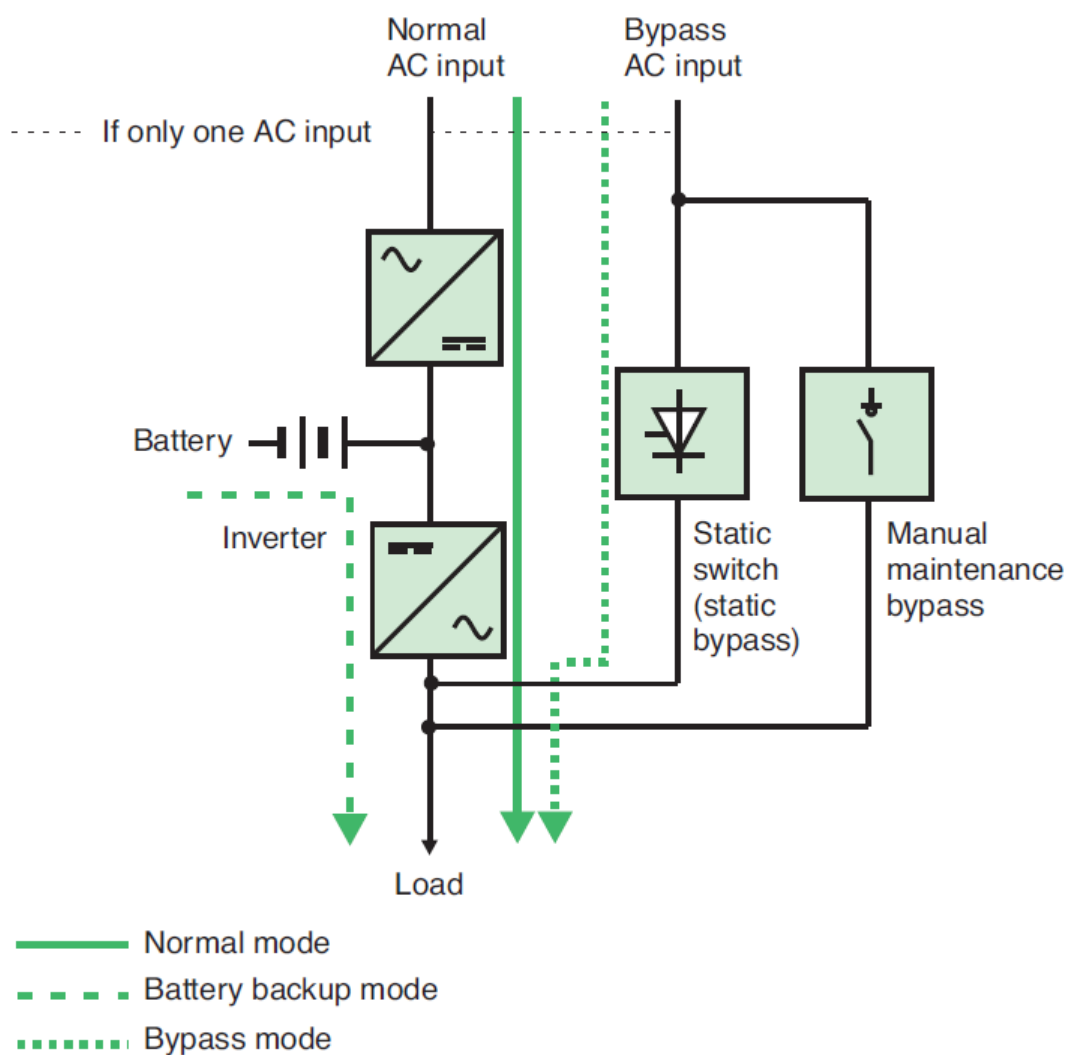 Normal
AC input
Bypass
AC input
If only one AC input
Battery
Inverter
Static
switch
(static
bypass)
Manual
maintenance
bypass
Load
Normal mode
Battery backup mode
Bypass mode